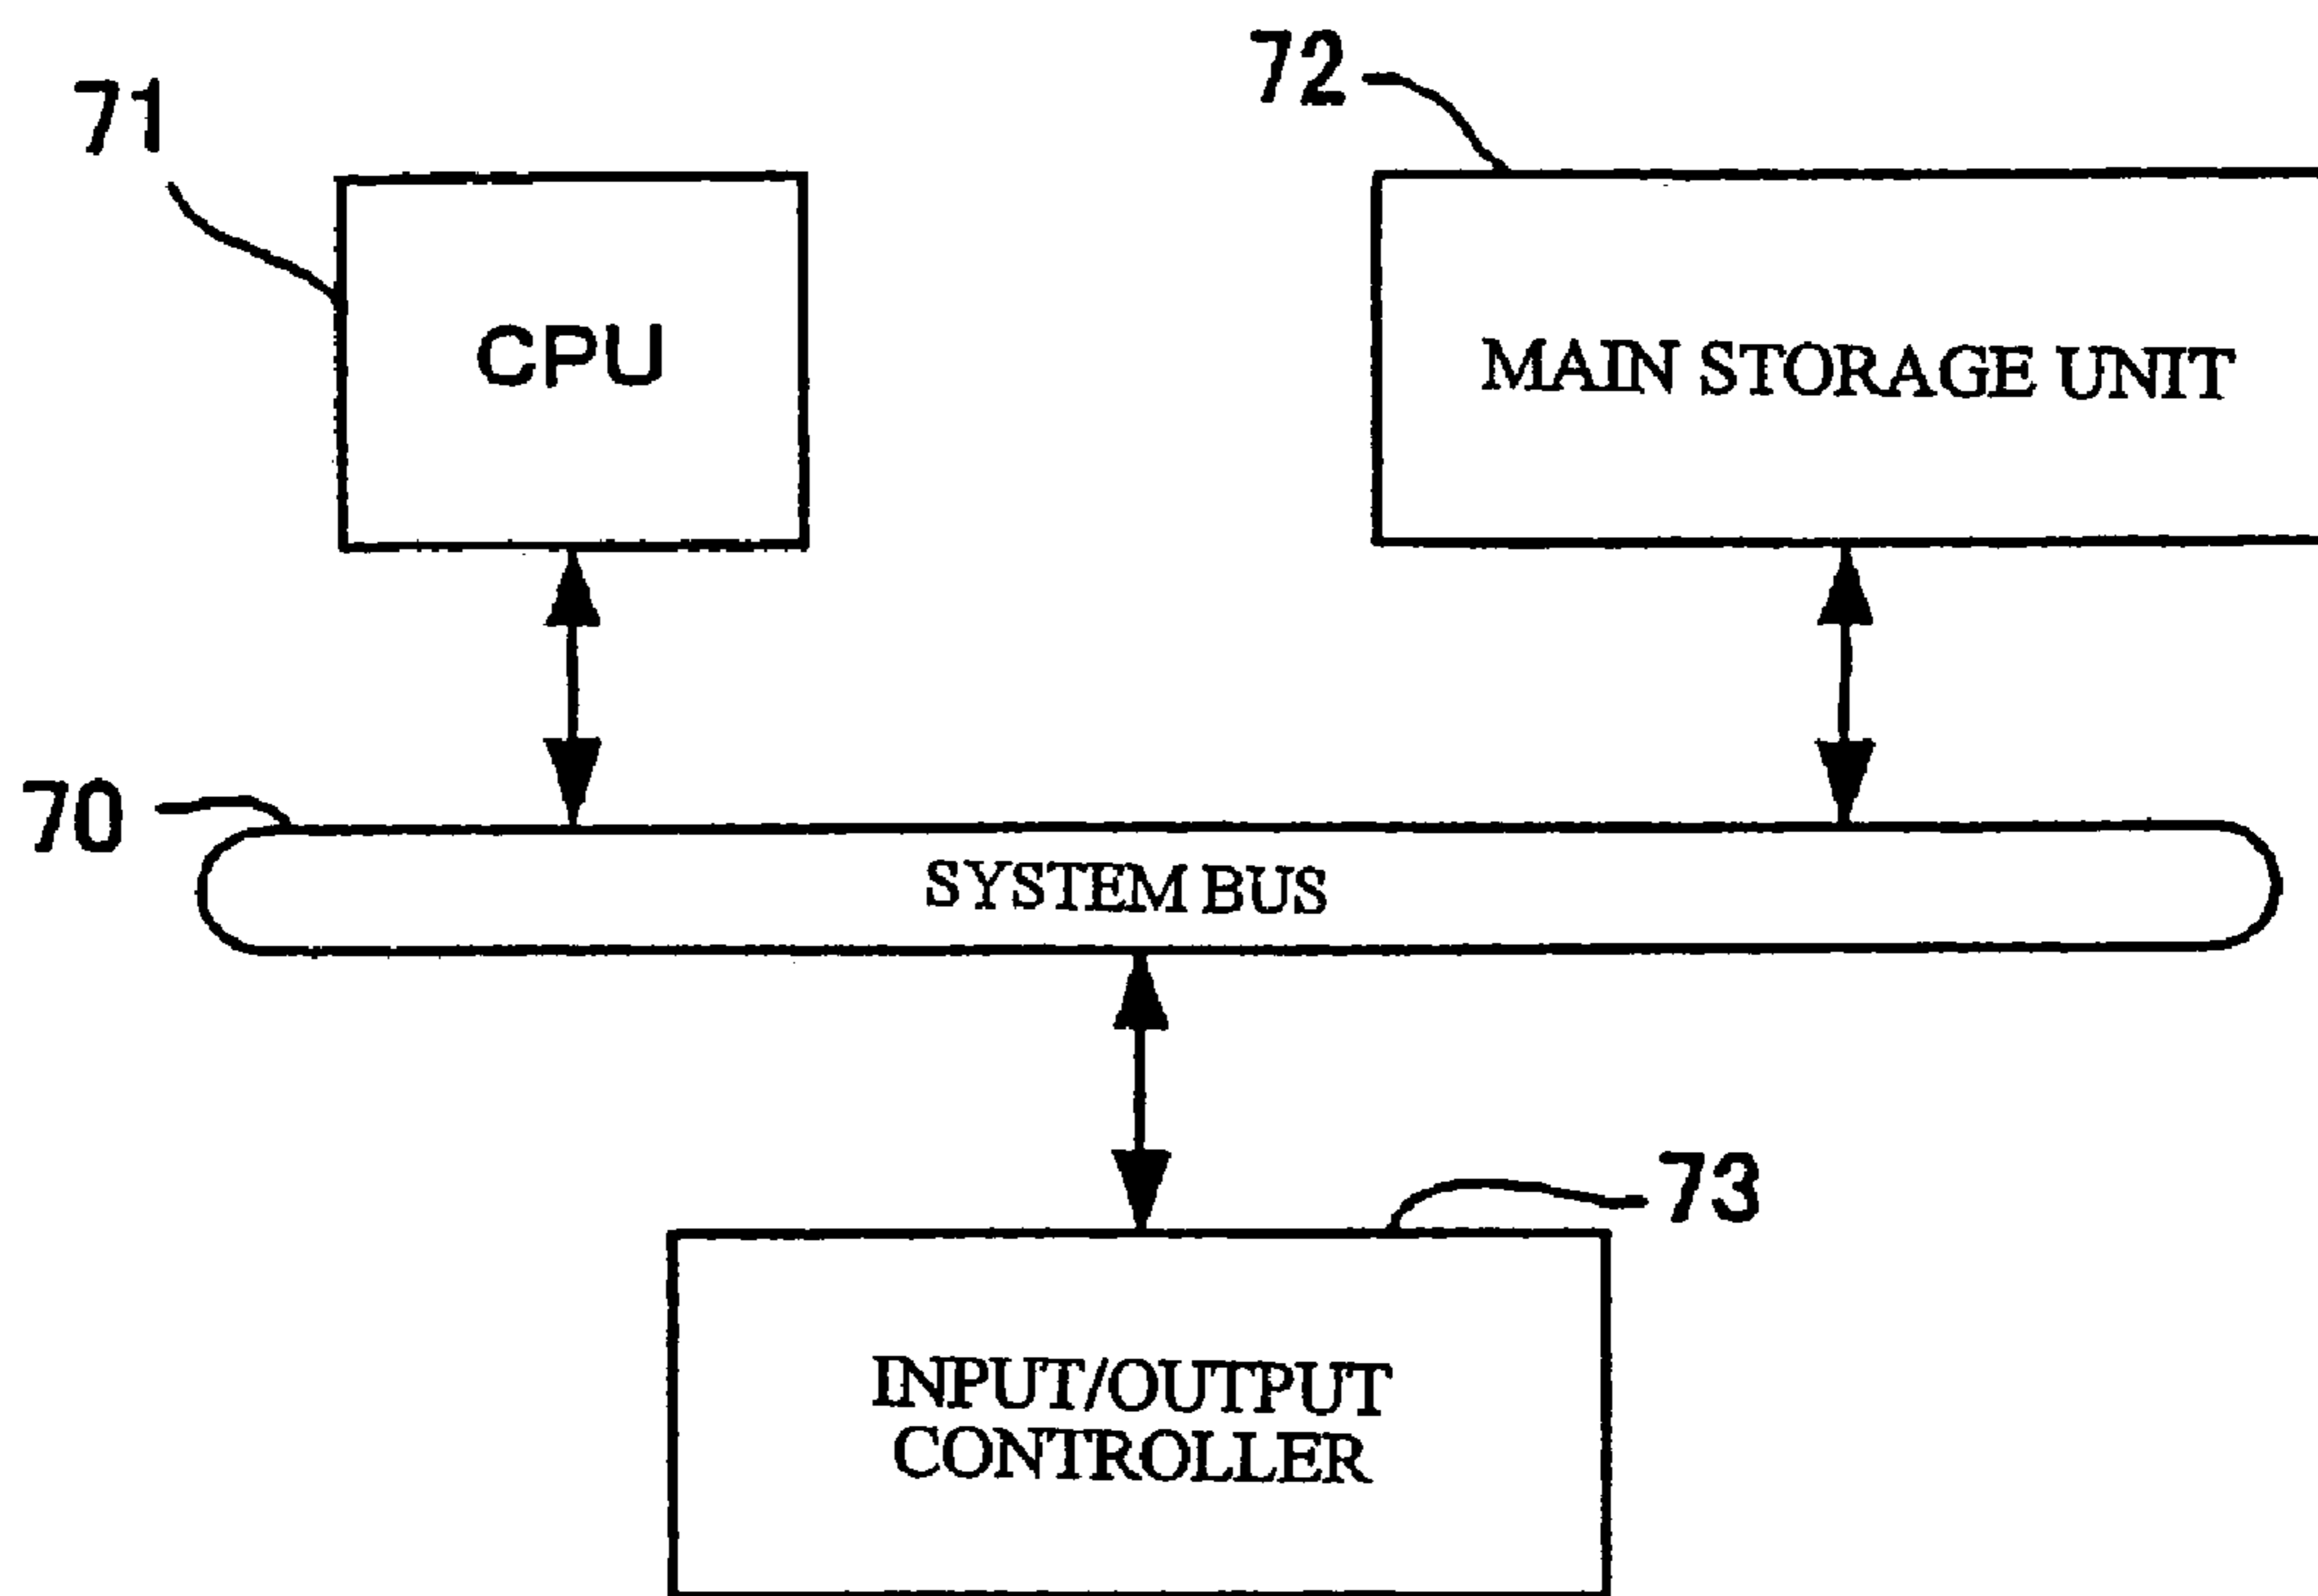 72
71
CPU
MAIN STORAGE UNIT
70
SYSTEM BUS
73
INPUT/OUTPUT
CONTROLLER